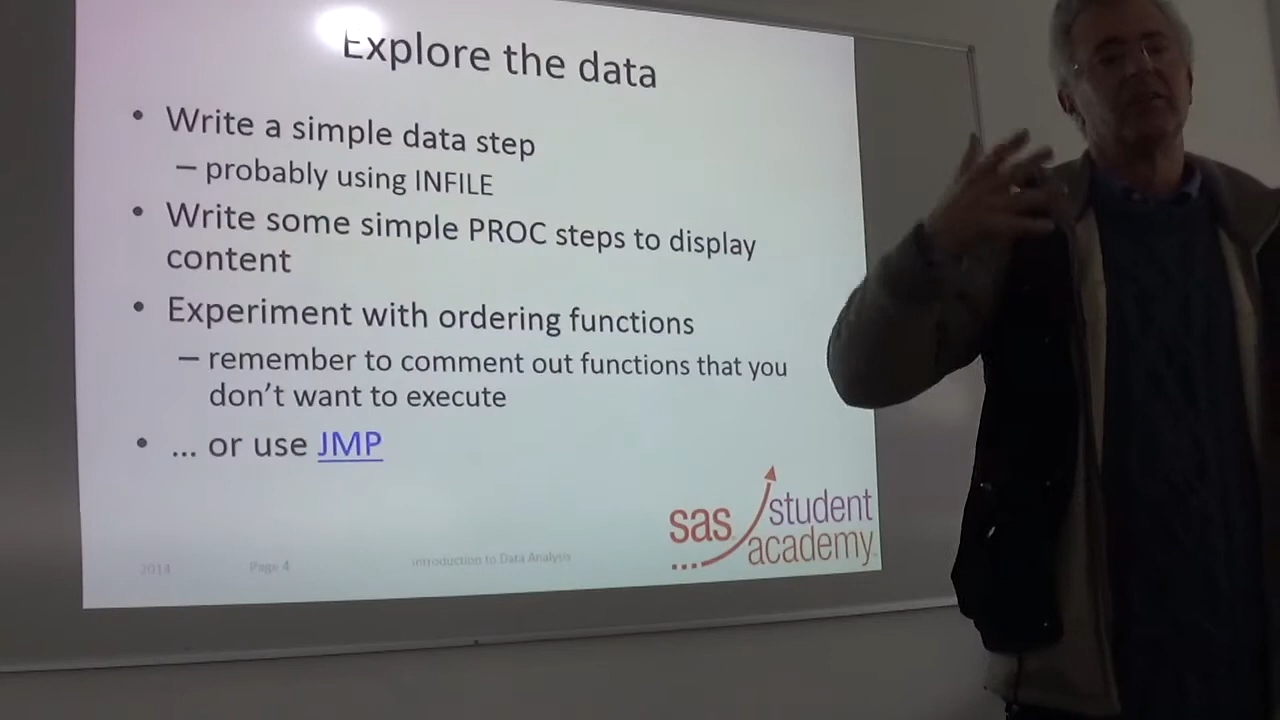 Explore the data
• Write a simple data step
– probably using INFILE
• Write some simple PROC steps to display
content
• Experiment with ordering functions
– remember to comment out functions that you
don’t want to execute
• ... or use JMP
sas student
academy
2014 Page 4 Introduction to Data Analysis